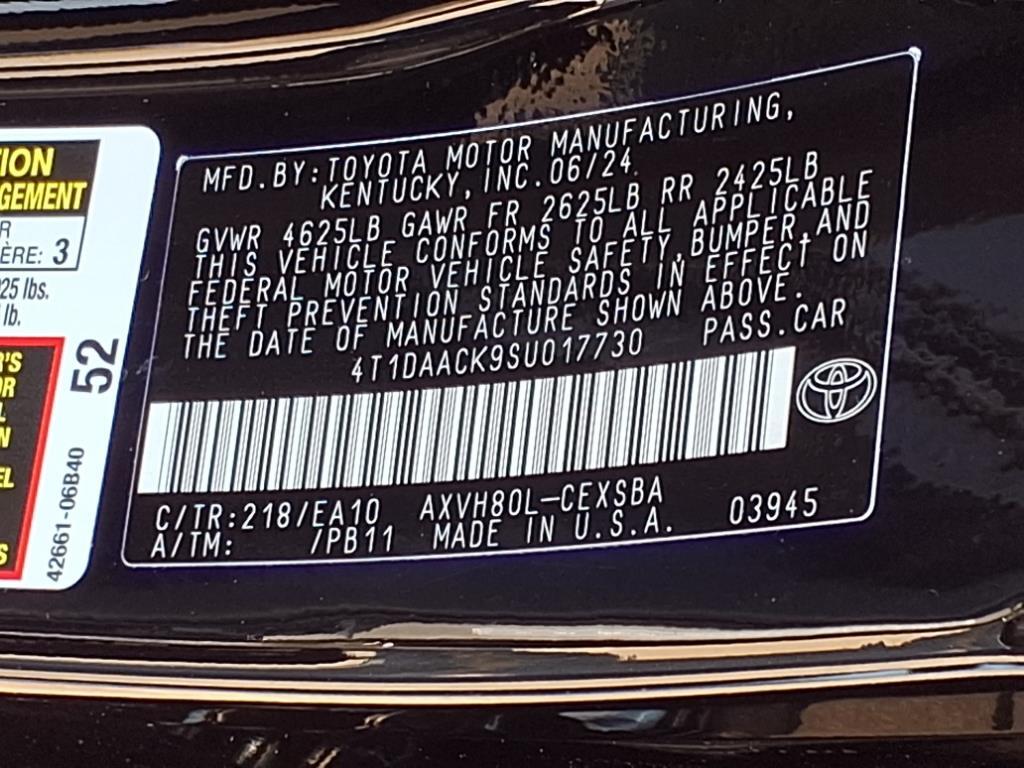 TION
GEMENT
R
ÈRE: 3
25 lbs.
lb.
R'S
OR
L
N
EL
S
52
42661-06B40
MFD.BY:TOYOTA MOTOR MANUFACTURING,
KENTUCKY,INC.06/24
GVWR 4625LB GAWR FR 2625LB RR 2425LB
THIS VEHICLE CONFORMS TO ALL APPLICABLE
FEDERAL MOTOR VEHICLE SAFETY,BUMPER,AND
THEFT PREVENTION STANDARDS IN EFFECT ON
THE DATE OF MANUFACTURE SHOWN ABOVE.
4T1DAACK9SU017730 PASS.CAR
C/TR:218/EA10 AXVH80L-CEXSBA 03945
A/TM: /PB11 MADE IN U.S.A.